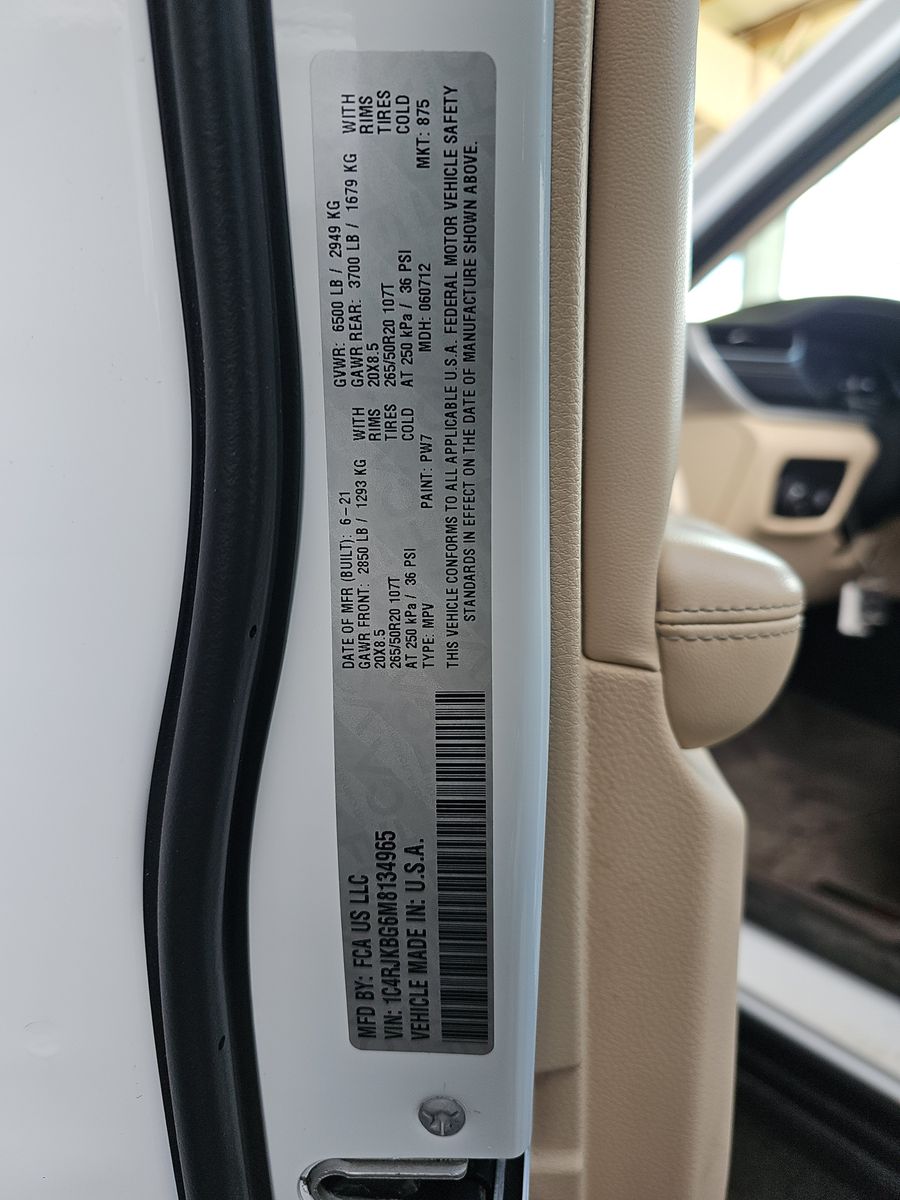 MFD BY: FCA US LLC
VIN: 1C4RJKBG6M8134965
VEHICLE MADE IN: U.S.A.
DATE OF MFR (BUILT): 6-21
GAWR FRONT: 2850 LB / 1293 KG WITH
20X8.5 RIMS
265/50R20 107T TIRES
AT 250 kPa / 36 PSI COLD
GVWR: 6500 LB / 2949 KG
GAWR REAR: 3700 LB / 1679 KG WITH
20X8.5 RIMS
265/50R20 107T TIRES
AT 250 kPa / 36 PSI COLD
TYPE: MPV PAINT: PW7 MDH: 060712 MKT: 875
THIS VEHICLE CONFORMS TO ALL APPLICABLE U.S.A. FEDERAL MOTOR VEHICLE SAFETY
STANDARDS IN EFFECT ON THE DATE OF MANUFACTURE SHOWN ABOVE.